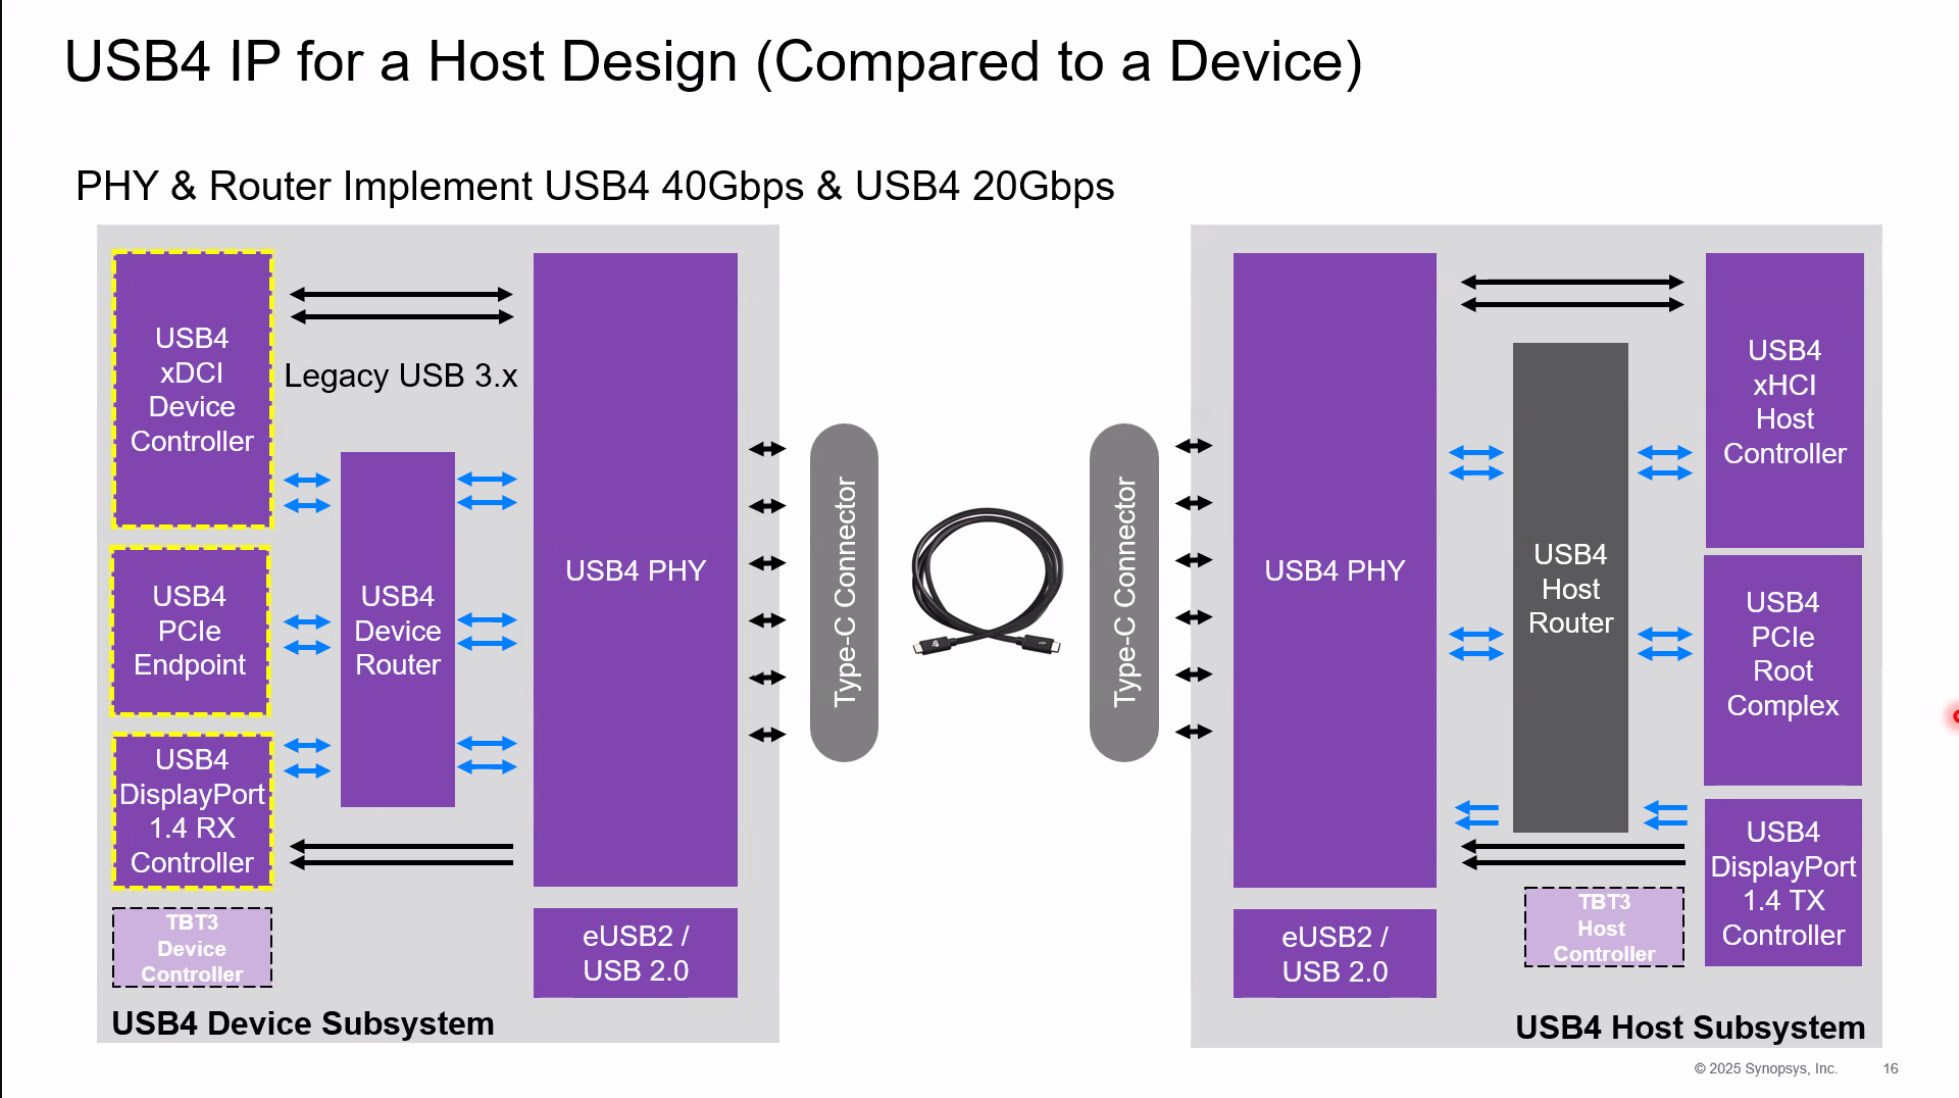 USB4 IP for a Host Design (Compared to a Device)
PHY & Router Implement USB4 40Gbps & USB4 20Gbps
USB4
xDCI
Device
Controller
Legacy USB 3.x
USB4
PCIe
Endpoint
USB4
Device
Router
USB4 PHY
USB4
DisplayPort
1.4 RX
Controller
TBT3
Device
Controller
eUSB2 /
USB 2.0
USB4 Device Subsystem
Type-C Connector
Type-C Connector
USB4 PHY
USB4
Host
Router
USB4
xHCI
Host
Controller
USB4
PCIe
Root
Complex
USB4
DisplayPort
1.4 TX
Controller
TBT3
Host
Controller
eUSB2 /
USB 2.0
USB4 Host Subsystem
© 2025 Synopsys, Inc.
16